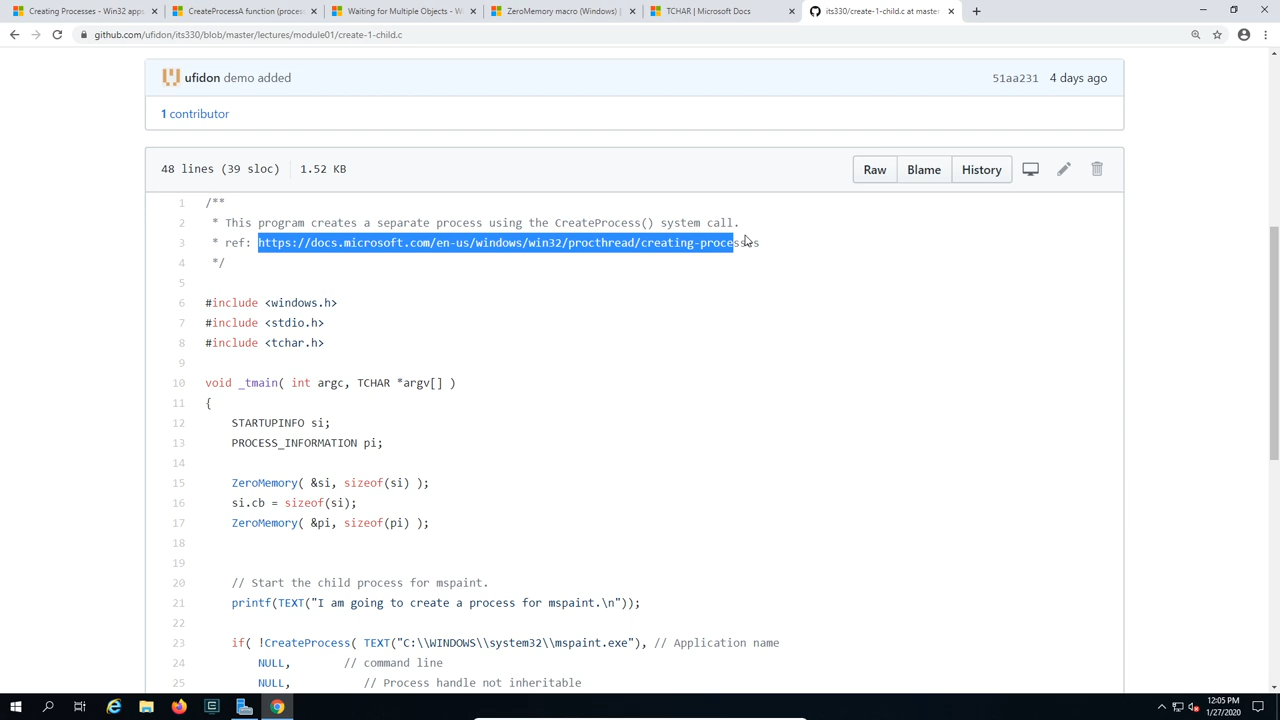 Creating Processes - Win32 apps
CreateProcessA function (process
Waiting for Multiple Objects - W
ZeroMemory macro (Windows) |
TCHAR | Microsoft Docs
its330/create-1-child.c at master
github.com/ufidon/its330/blob/master/lectures/module01/create-1-child.c
ufidon demo added
51aa231 4 days ago
1 contributor
48 lines (39 sloc) 1.52 KB
Raw Blame History
1 /**
2 * This program creates a separate process using the CreateProcess() system call.
3 * ref: https://docs.microsoft.com/en-us/windows/win32/procthread/creating-processes
4 */
5
6 #include <windows.h>
7 #include <stdio.h>
8 #include <tchar.h>
9
10 void _tmain( int argc, TCHAR *argv[] )
11 {
12 STARTUPINFO si;
13 PROCESS_INFORMATION pi;
14
15 ZeroMemory( &si, sizeof(si) );
16 si.cb = sizeof(si);
17 ZeroMemory( &pi, sizeof(pi) );
18
19
20 // Start the child process for mspaint.
21 printf(TEXT("I am going to create a process for mspaint.\n"));
22
23 if( !CreateProcess( TEXT("C:\\WINDOWS\\system32\\mspaint.exe"), // Application name
24 NULL, // command line
25 NULL, // Process handle not inheritable
12:05 PM
1/27/2020